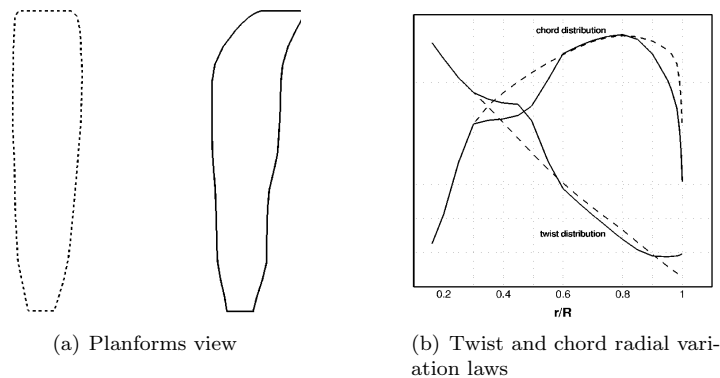 chord distribution
twist distribution
0.2 0.4 0.6 0.8 1
r/R
(a) Planforms view
(b) Twist and chord radial vari-
ation laws